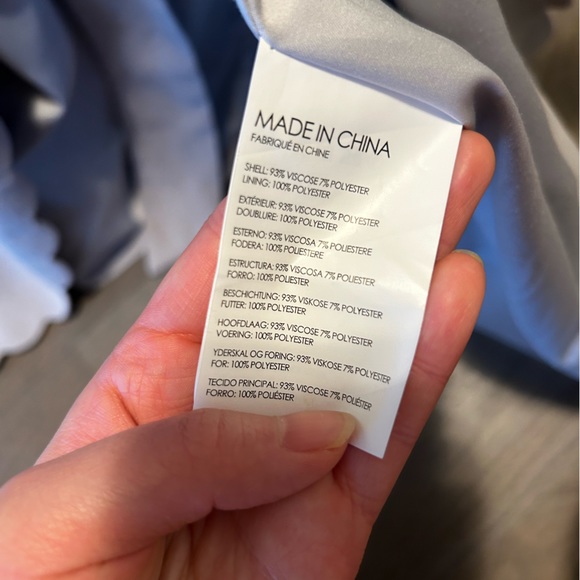 MADE IN CHINA
FABRIQUÉ EN CHINE
SHELL: 93% VISCOSE 7% POLYESTER
LINING: 100% POLYESTER
EXTÉRIEUR: 93% VISCOSE 7% POLYESTER
DOUBLURE: 100% POLYESTER
ESTERNO: 93% VISCOSA 7% POLIESTERE
FODERA: 100% POLIESTERE
ESTRUCTURA: 93% VISCOSA 7% POLIÉSTER
FORRO: 100% POLIÉSTER
BESCHICHTUNG: 93% VISKOSE 7% POLYESTER
FUTTER: 100% POLYESTER
HOOFDLAAG: 93% VISCOSE 7% POLYESTER
VOERING: 100% POLYESTER
YDERSKAL OG FORING: 93% VISKOSE 7% POLYESTER
FOR: 100% POLYESTER
TECIDO PRINCIPAL: 93% VISCOSE 7% POLIÉSTER
FORRO: 100% POLIÉSTER